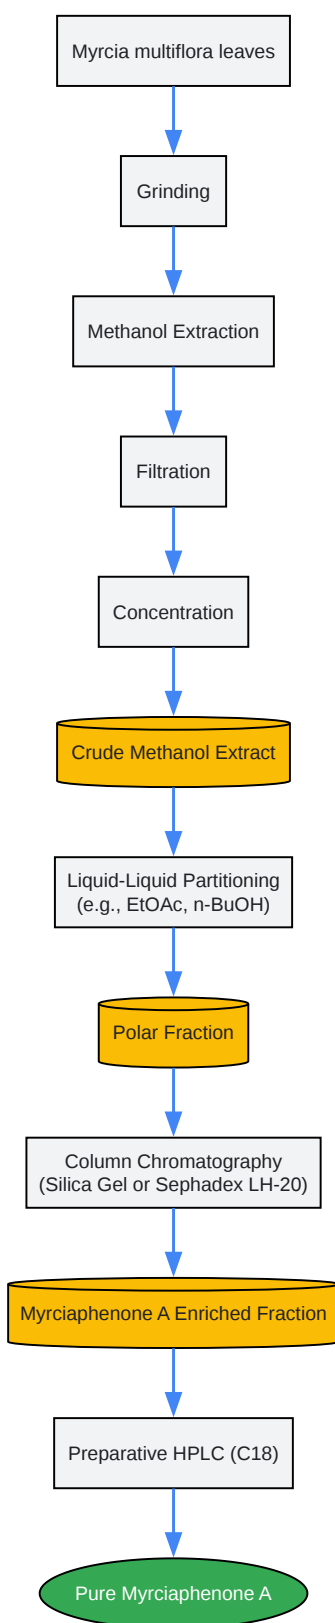 Myrcia multiflora leaves
Grinding
Methanol Extraction
Filtration
Concentration
Crude Methanol Extract
Liquid-Liquid Partitioning
(e.g., EtOAc, n-BuOH)
Polar Fraction
Column Chromatography
(Silica Gel or Sephadex LH-20)
Myrciaphenone A Enriched Fraction
Preparative HPLC (C18)
Pure Myrciaphenone A